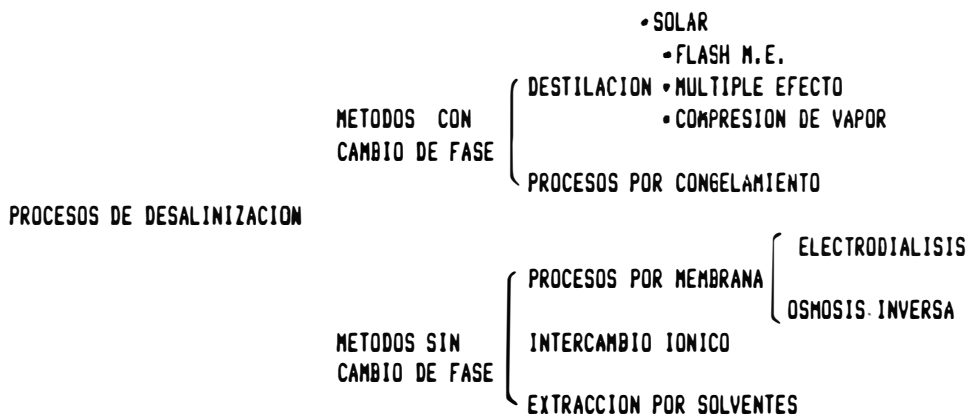 • SOLAR
• FLASH M.E.
DESTILACION • MULTIPLE EFECTO
METODOS CON
• COMPRESION DE VAPOR
CAMBIO DE FASE
PROCESOS POR CONGELAMIENTO
PROCESOS DE DESALINIZACION
ELECTRODIALISIS
PROCESOS POR MEMBRANA
OSMOSIS INVERSA
METODOS SIN
INTERCAMBIO IONICO
CAMBIO DE FASE
EXTRACCION POR SOLVENTES